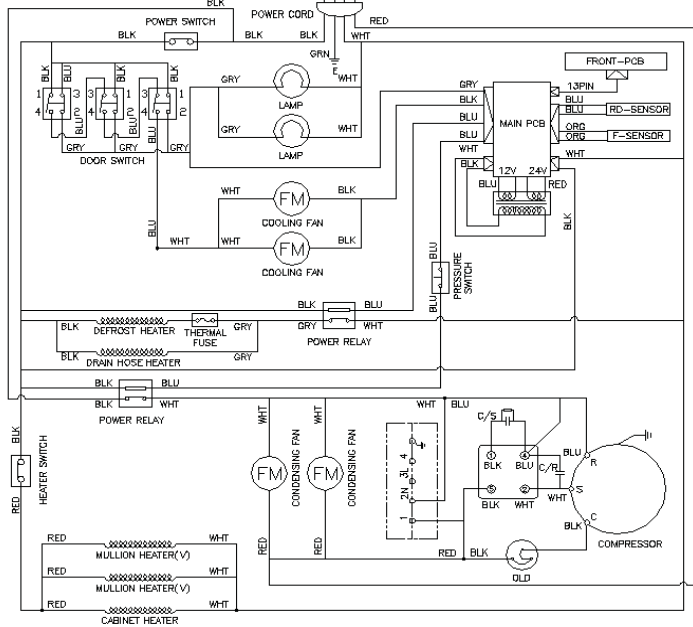 BLK
POWER CORD
RED
POWER SWITCH
BLK BLK BLK WHT
GRN
E
FRONT-PCB
13PIN
BLK BLU BLK BLK
1 3 3 1 3 1
4 2 4 2 4 2
BLU BLU BLU
GRY GRY GRY
DOOR SWITCH
GRY WHT
LAMP
GRY WHT
LAMP
GRY
BLK
BLU
BLU
WHT
BLK
MAIN PCB
12V 24V
BLU RED
BLU
BLU
RD-SENSOR
ORG
ORG
F-SENSOR
WHT
BLK
WHT FM BLK
COOLING FAN
BLU
WHT WHT FM BLK
COOLING FAN
BLU
PRESSURE SWITCH
BLU
BLK BLU
GRY WHT
POWER RELAY
BLK DEFROST HEATER THERMAL FUSE GRY
BLK DRAIN HOSE HEATER GRY
BLK BLU
BLK WHT
POWER RELAY
BLK
HEATER SWITCH
RED
WHT WHT
FM CONDENSING FAN
FM CONDENSING FAN
RED RED
WHT BLU
4
3L
2N
1
C/S
BLK BLU
C/R
BLK WHT
WHT
BLU R
S
C
BLK
COMPRESSOR
RED BLK
OLD
RED WHT
MULLION HEATER(V)
RED WHT
MULLION HEATER(V)
RED WHT
CABINET HEATER